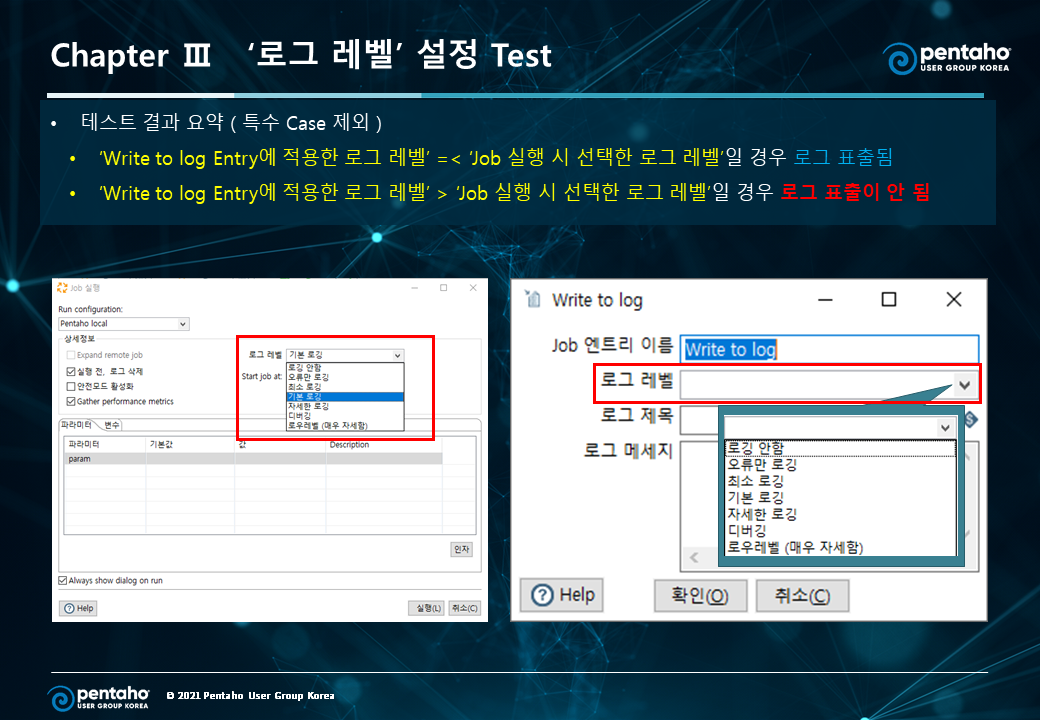 Chapter Ⅲ ‘로그 레벨’ 설정 Test
pentaho
USER GROUP KOREA
• 테스트 결과 요약 ( 특수 Case 제외 )
• ‘Write to log Entry에 적용한 로그 레벨’ =< ‘Job 실행 시 선택한 로그 레벨’일 경우 로그 표출됨
• ‘Write to log Entry에 적용한 로그 레벨’ > ‘Job 실행 시 선택한 로그 레벨’일 경우 로그 표출이 안 됨
Job 실행
Run configuration:
Pentaho local
상세정보
Expand remote job
실행 전, 로그 삭제
안전모드 활성화
Gather performance metrics
로그 레벨 기본 로깅
Start job at:
로깅 안함
오류만 로깅
최소 로깅
기본 로깅
자세한 로깅
디버깅
로우레벨 (매우 자세함)
파라미터 변수
파라미터 기본값 값 Description
param
인자
Always show dialog on run
Help 실행(L) 취소(C)
Write to log
Job 엔트리 이름 Write to log
로그 레벨
로그 제목
로그 메세지
로깅 안함
오류만 로깅
최소 로깅
기본 로깅
자세한 로깅
디버깅
로우레벨 (매우 자세함)
Help 확인(O) 취소(C)
pentaho
USER GROUP KOREA
© 2021 Pentaho User Group Korea